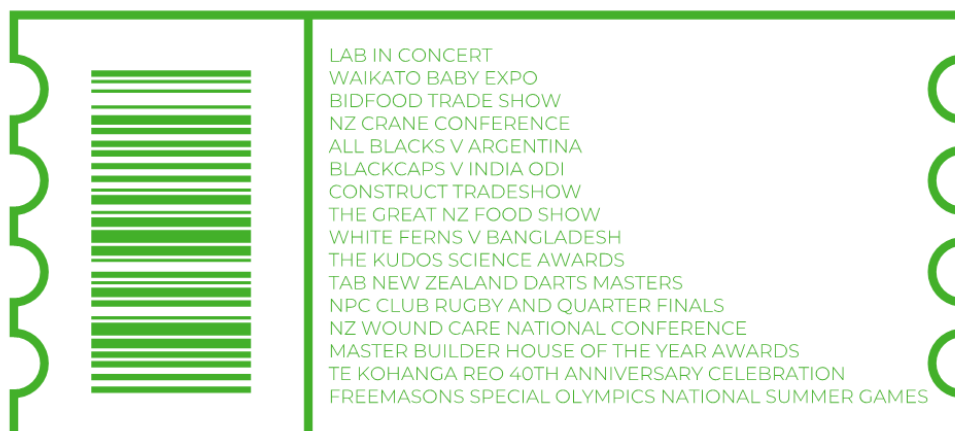 LAB IN CONCERT
WAIKATO BABY EXPO
BIDFOOD TRADE SHOW
NZ CRANE CONFERENCE
ALL BLACKS V ARGENTINA
BLACKCAPS V INDIA ODI
CONSTRUCT TRADESHOW
THE GREAT NZ FOOD SHOW
WHITE FERNS V BANGLADESH
THE KUDOS SCIENCE AWARDS
TAB NEW ZEALAND DARTS MASTERS
NPC CLUB RUGBY AND QUARTER FINALS
NZ WOUND CARE NATIONAL CONFERENCE
MASTER BUILDER HOUSE OF THE YEAR AWARDS
TE KOHANGA REO 40TH ANNIVERSARY CELEBRATION
FREEMASONS SPECIAL OLYMPICS NATIONAL SUMMER GAMES